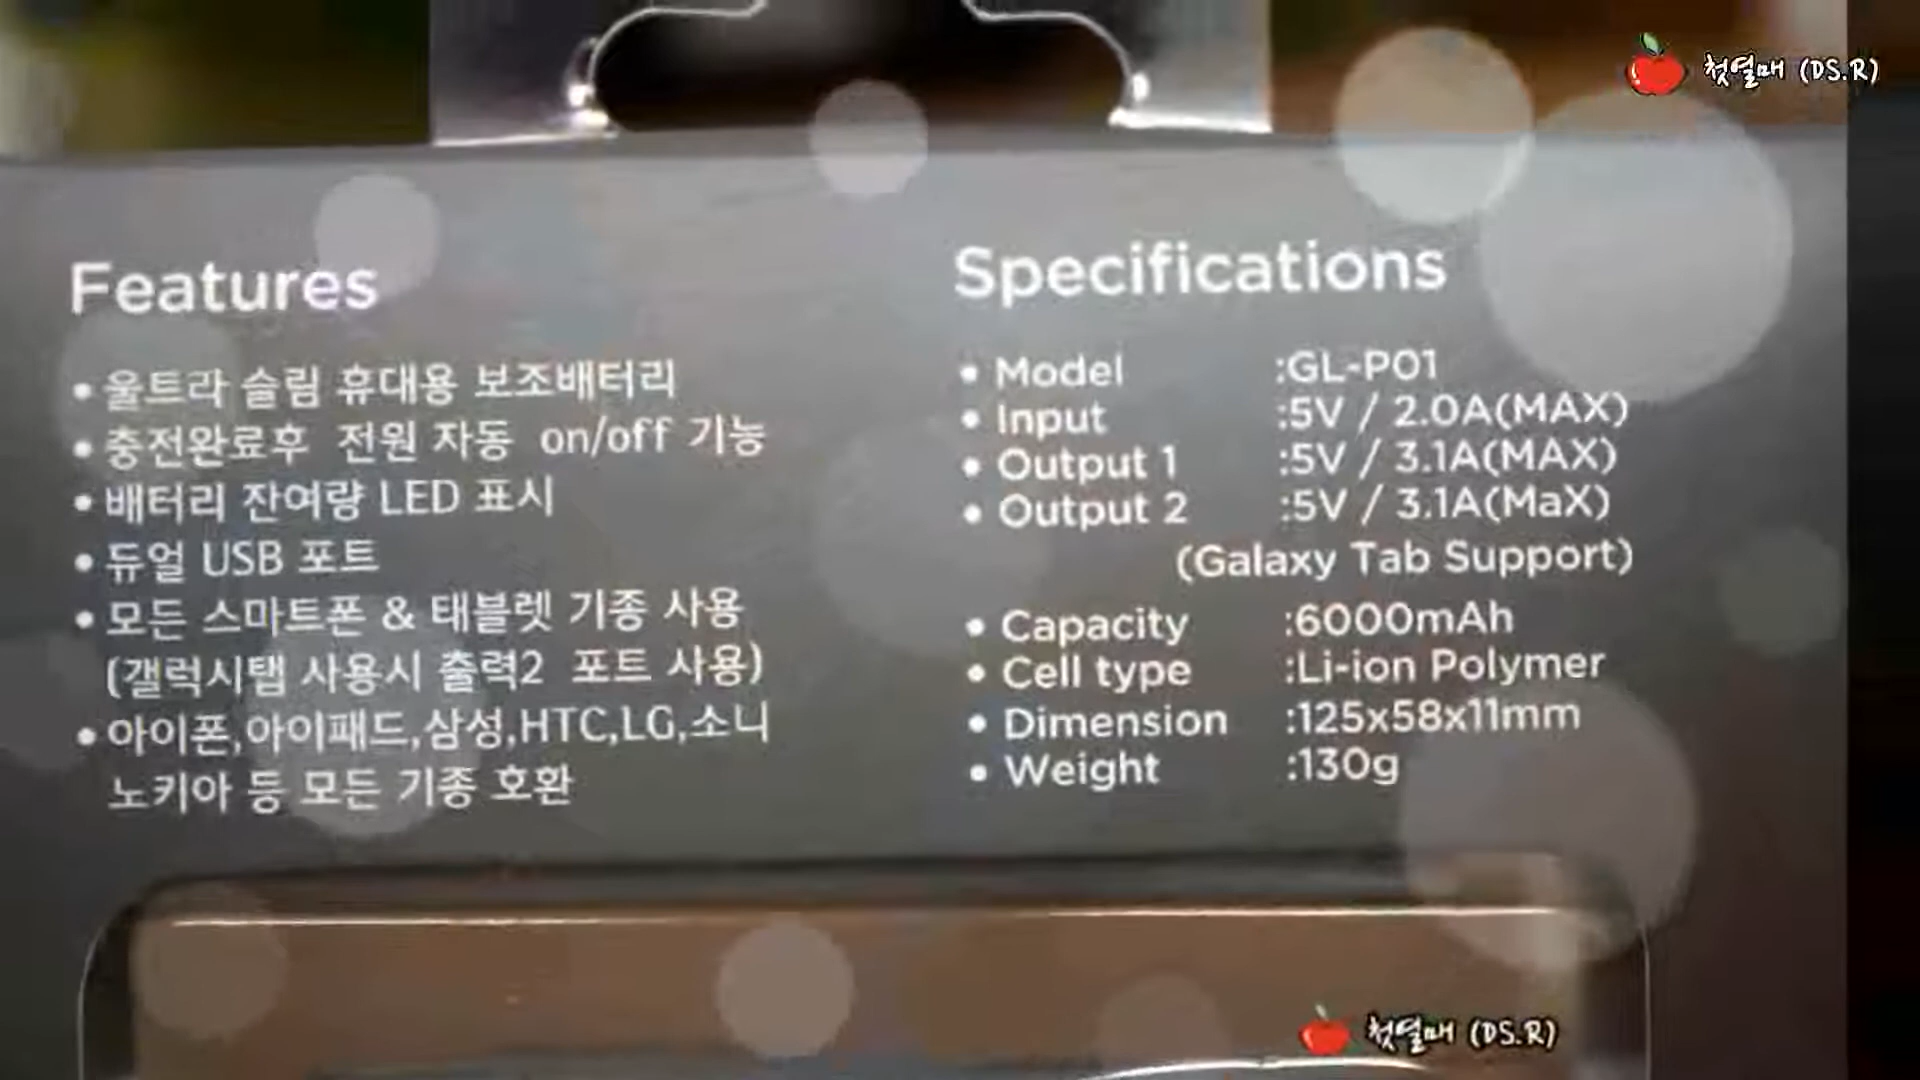 첫열매 (DS.R)
Features
• 울트라 슬림 휴대용 보조배터리
• 충전완료후 전원 자동 on/off 기능
• 배터리 잔여량 LED 표시
• 듀얼 USB 포트
• 모든 스마트폰 & 태블렛 기종 사용
(갤럭시탭 사용시 출력2 포트 사용)
• 아이폰,아이패드,삼성,HTC,LG,소니
노키아 등 모든 기종 호환
Specifications
• Model :GL-P01
• Input :5V / 2.0A(MAX)
• Output 1 :5V / 3.1A(MAX)
• Output 2 :5V / 3.1A(MaX)
(Galaxy Tab Support)
• Capacity :6000mAh
• Cell type :Li-ion Polymer
• Dimension :125x58x11mm
• Weight :130g
첫열매 (DS.R)